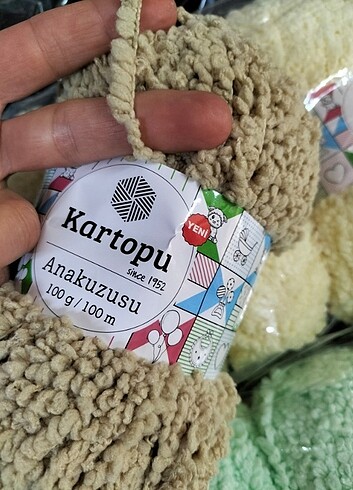 Kartopu
since 1952
Anakuzusu
100 g / 100 m
YENİ